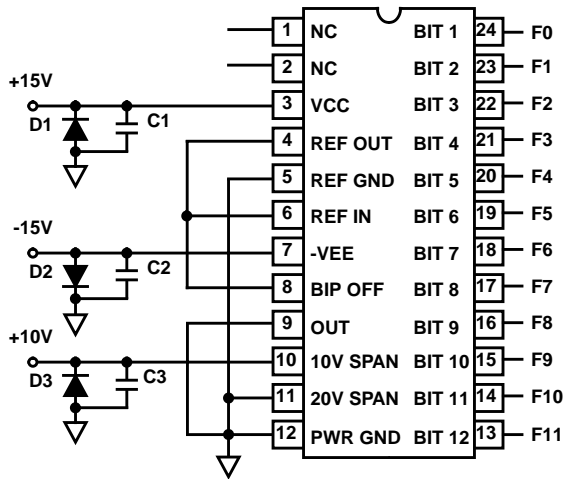 1 NC BIT 1 24 F0
2 NC BIT 2 23 F1
+15V
3 VCC BIT 3 22 F2
D1 C1
4 REF OUT BIT 4 21 F3
5 REF GND BIT 5 20 F4
6 REF IN BIT 6 19 F5
-15V
7 -VEE BIT 7 18 F6
D2 C2
8 BIP OFF BIT 8 17 F7
9 OUT BIT 9 16 F8
+10V
10 10V SPAN BIT 10 15 F9
D3 C3
11 20V SPAN BIT 11 14 F10
12 PWR GND BIT 12 13 F11